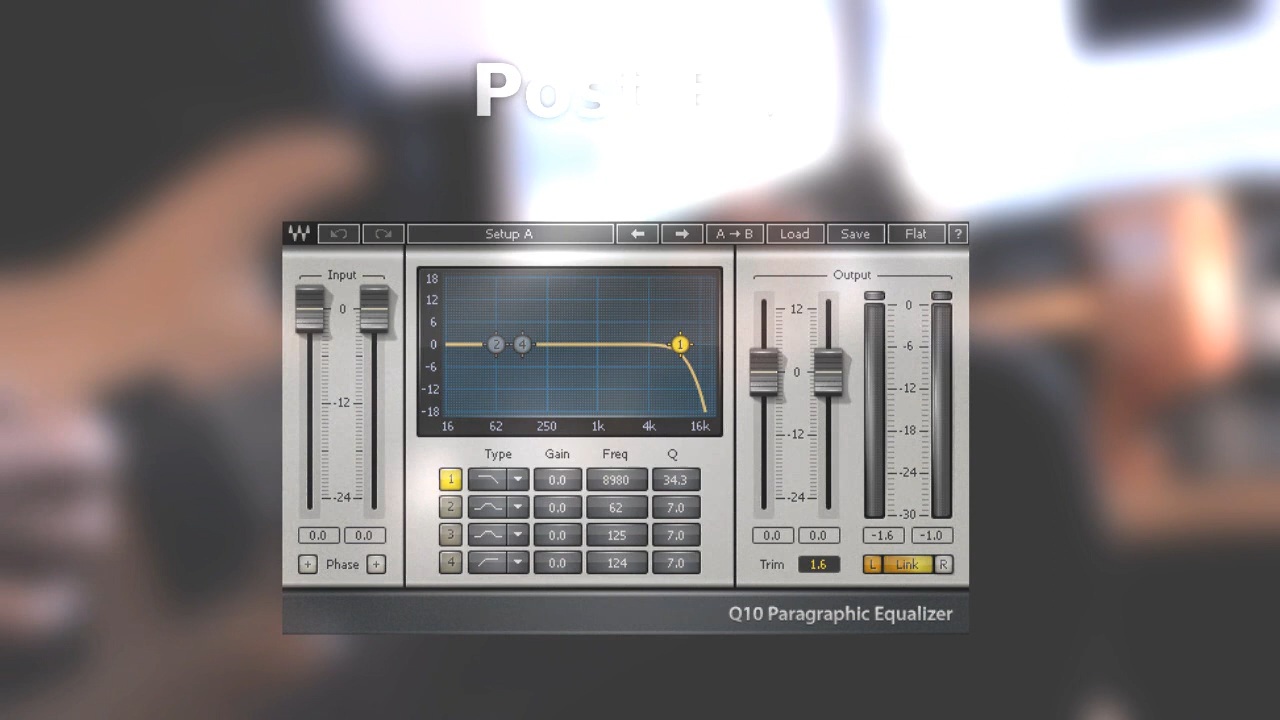 Setup A
A → B
Load
Save
Flat
?
Input
0
-12
-24
0.0 0.0
+ Phase +
18
12
6
0
-6
-12
-18
2 4 1
16 62 250 1k 4k 16k
Type Gain Freq Q
1 0.0 8980 34.3
2 0.0 62 7.0
3 0.0 125 7.0
4 0.0 124 7.0
Output
12
0
-12
-24
0
-6
-12
-18
-24
-30
0.0 0.0 -1.6 -1.0
Trim 1.6 L Link R
Q10 Paragraphic Equalizer